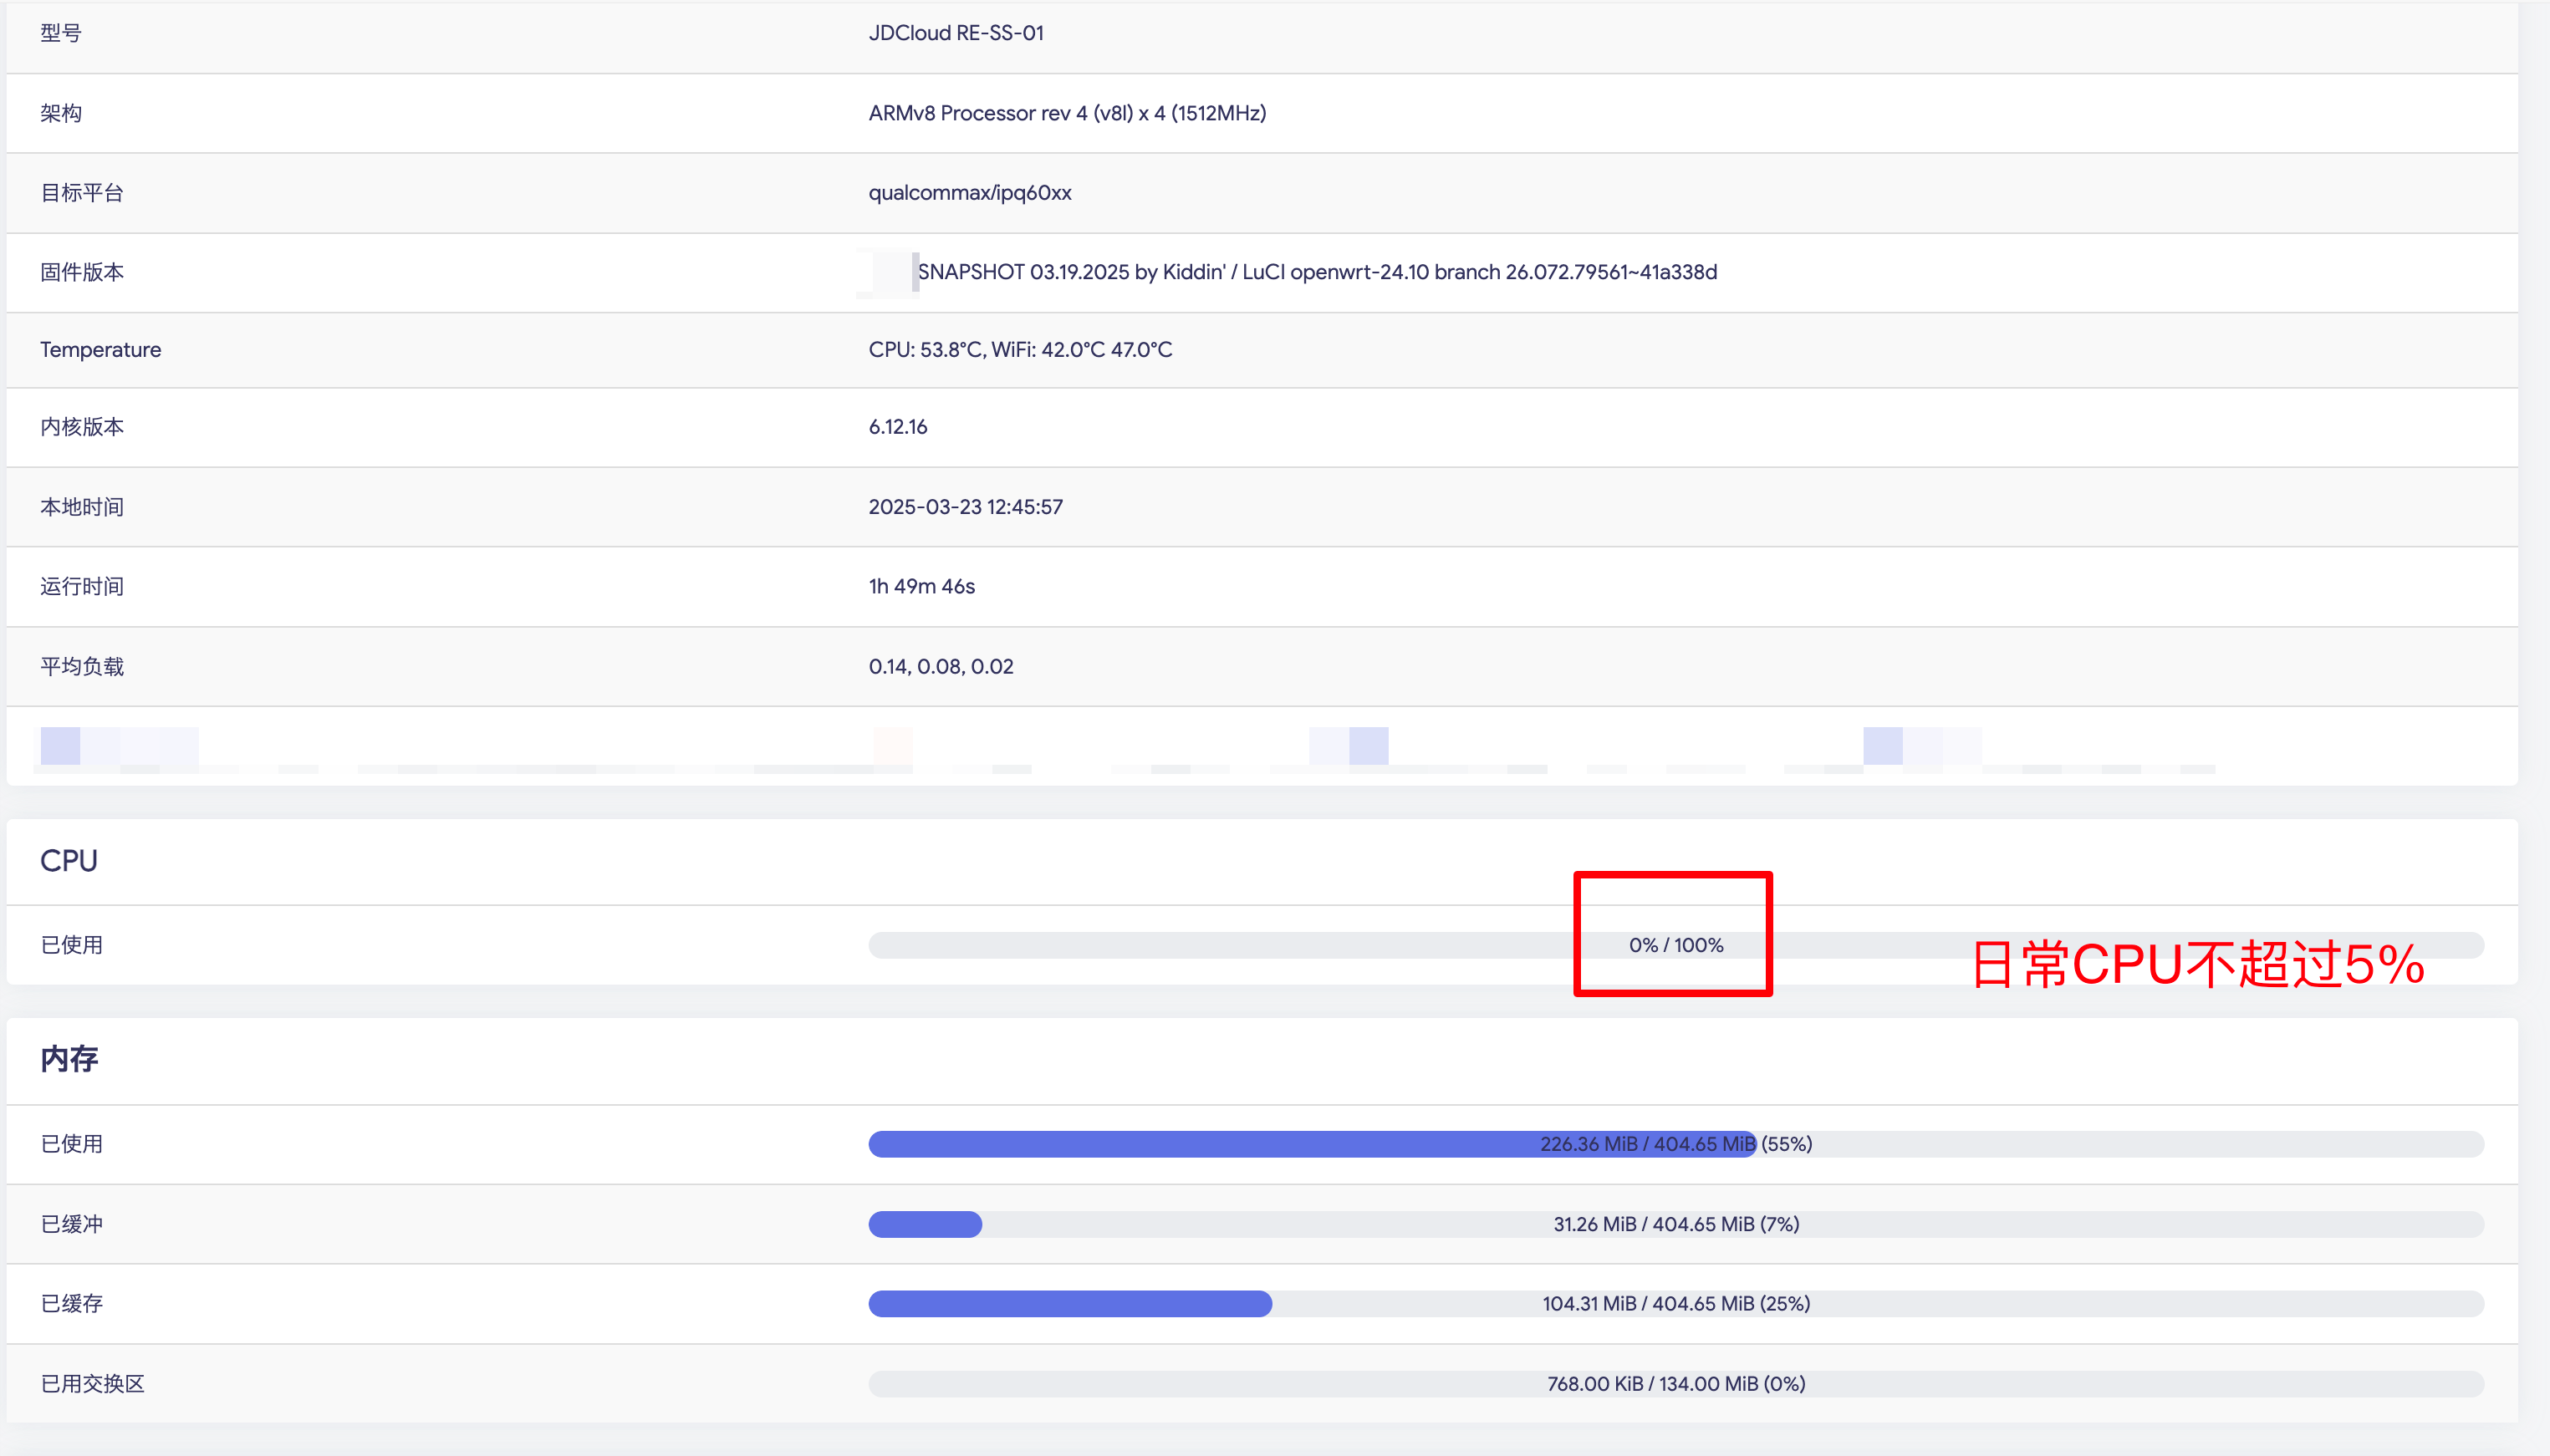 型号 JDCloud RE-SS-01
架构 ARMv8 Processor rev 4 (v8l) x 4 (1512MHz)
目标平台 qualcommax/ipq60xx
固件版本 SNAPSHOT 03.19.2025 by Kiddin' / LuCI openwrt-24.10 branch 26.072.79561~41a338d
Temperature CPU: 53.8°C, WiFi: 42.0°C 47.0°C
内核版本 6.12.16
本地时间 2025-03-23 12:45:57
运行时间 1h 49m 46s
平均负载 0.14, 0.08, 0.02
CPU
已使用 0% / 100% 日常CPU不超过5%
内存
已使用 226.36 MiB / 404.65 MiB (55%)
已缓冲 31.26 MiB / 404.65 MiB (7%)
已缓存 104.31 MiB / 404.65 MiB (25%)
已用交换区 768.00 KiB / 134.00 MiB (0%)